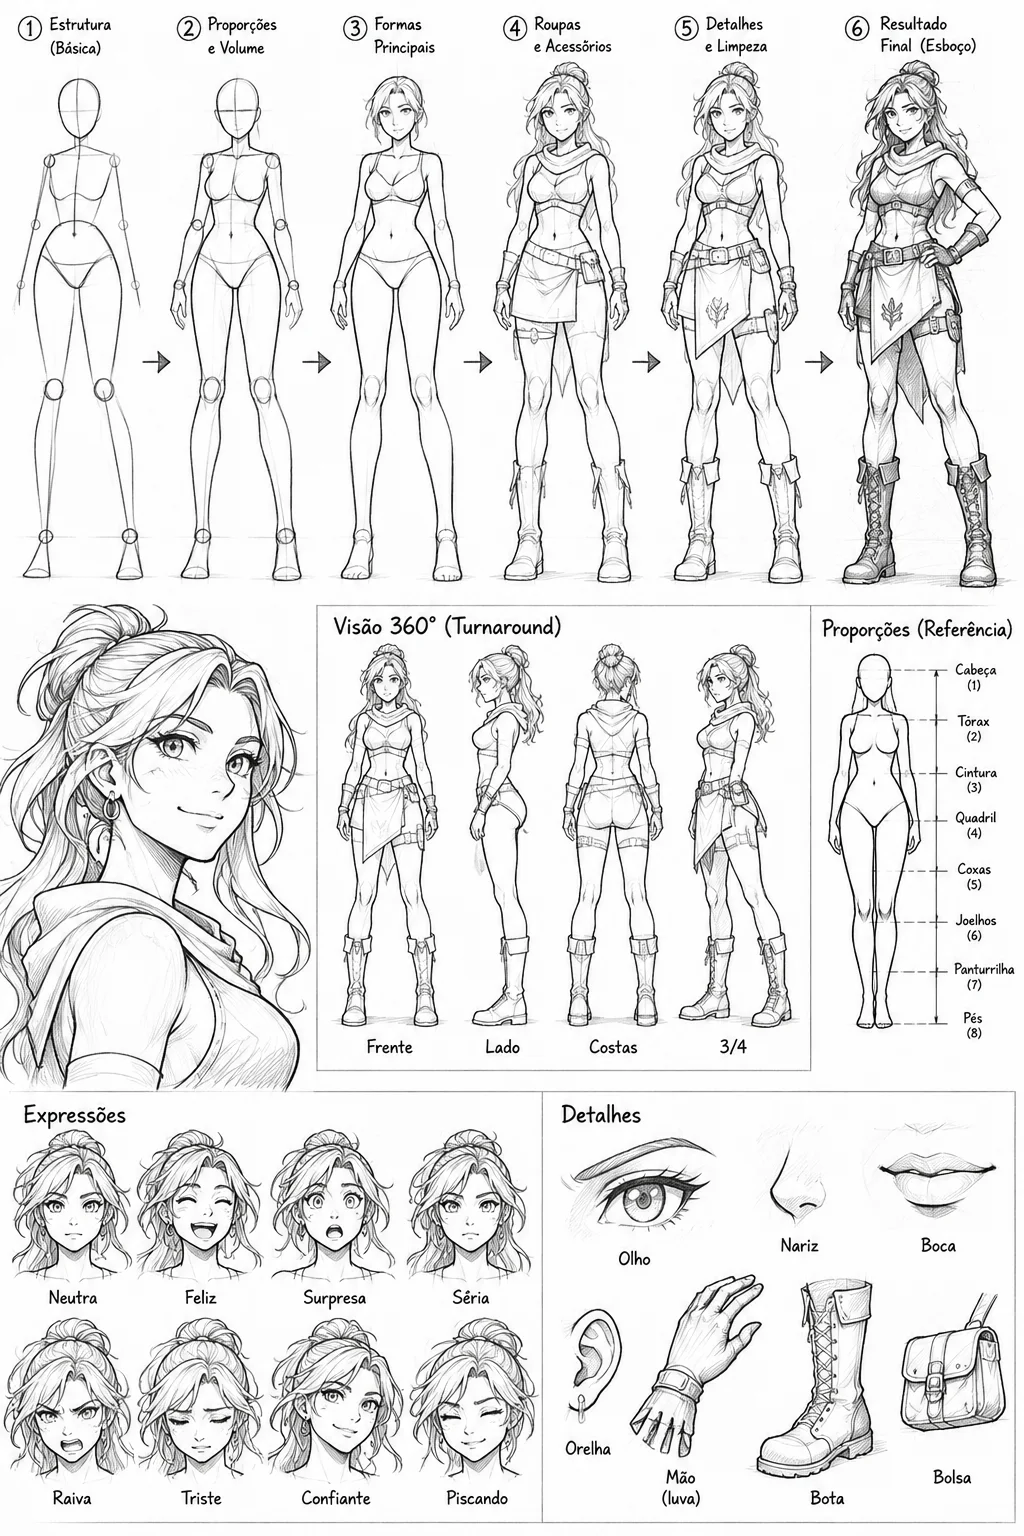 1 Estrutura
(Básica)
2 Proporções
e Volume
3 Formas
Principais
4 Roupas
e Acessórios
5 Detalhes
e Limpeza
6 Resultado
Final (Esboço)
Visão 360° (Turnaround)
Frente
Lado
Costas
3/4
Proporções (Referência)
Cabeça
(1)
Tórax
(2)
Cintura
(3)
Quadril
(4)
Coxas
(5)
Joelhos
(6)
Panturrilha
(7)
Pés
(8)
Expressões
Neutra
Feliz
Surpresa
Séria
Raiva
Triste
Confiante
Piscando
Detalhes
Olho
Nariz
Boca
Orelha
Mão
(luva)
Bota
Bolsa